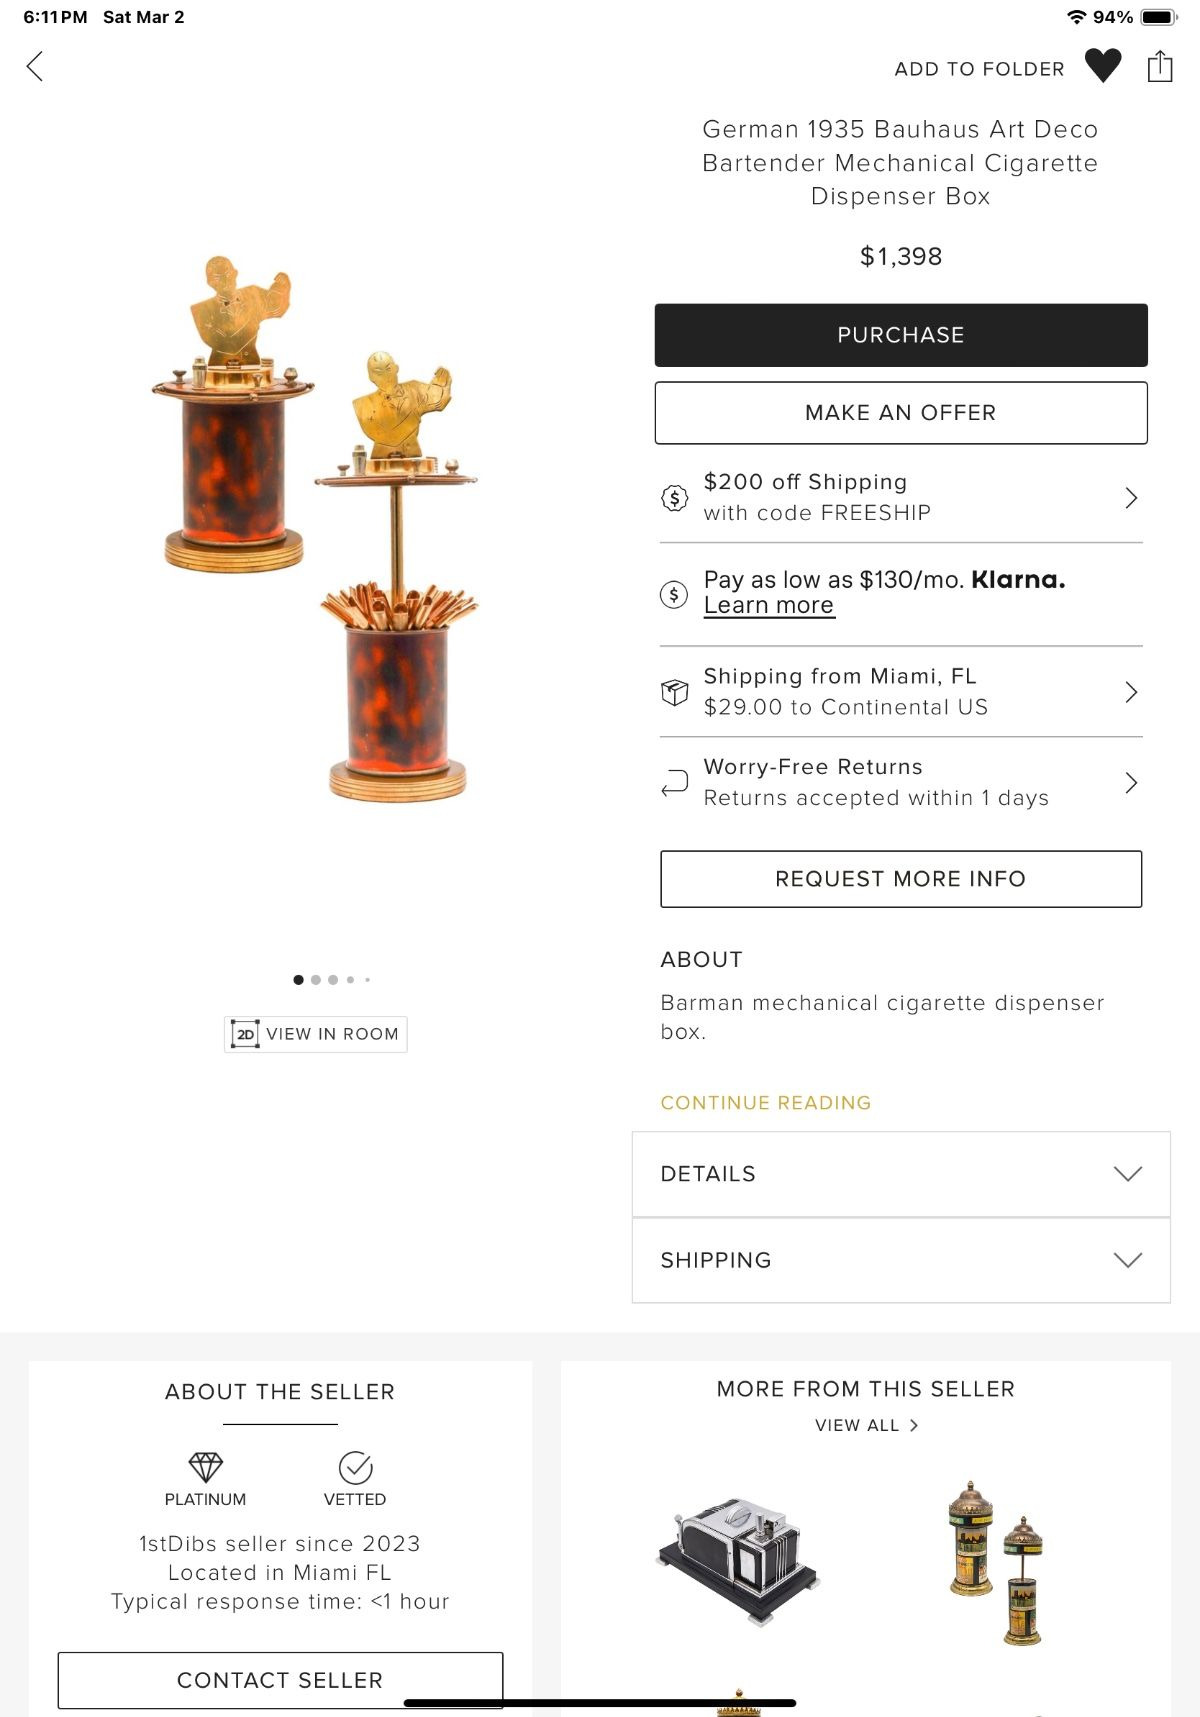 6:11PM Sat Mar 2
94%
ADD TO FOLDER
German 1935 Bauhaus Art Deco
Bartender Mechanical Cigarette
Dispenser Box
$1,398
PURCHASE
MAKE AN OFFER
$200 off Shipping
with code FREESHIP
Pay as low as $130/mo. Klarna.
Learn more
Shipping from Miami, FL
$29.00 to Continental US
Worry-Free Returns
Returns accepted within 1 days
REQUEST MORE INFO
2D VIEW IN ROOM
ABOUT
Barman mechanical cigarette dispenser
box.
CONTINUE READING
DETAILS
SHIPPING
ABOUT THE SELLER
PLATINUM
VETTED
1stDibs seller since 2023
Located in Miami FL
Typical response time: <1 hour
CONTACT SELLER
MORE FROM THIS SELLER
VIEW ALL